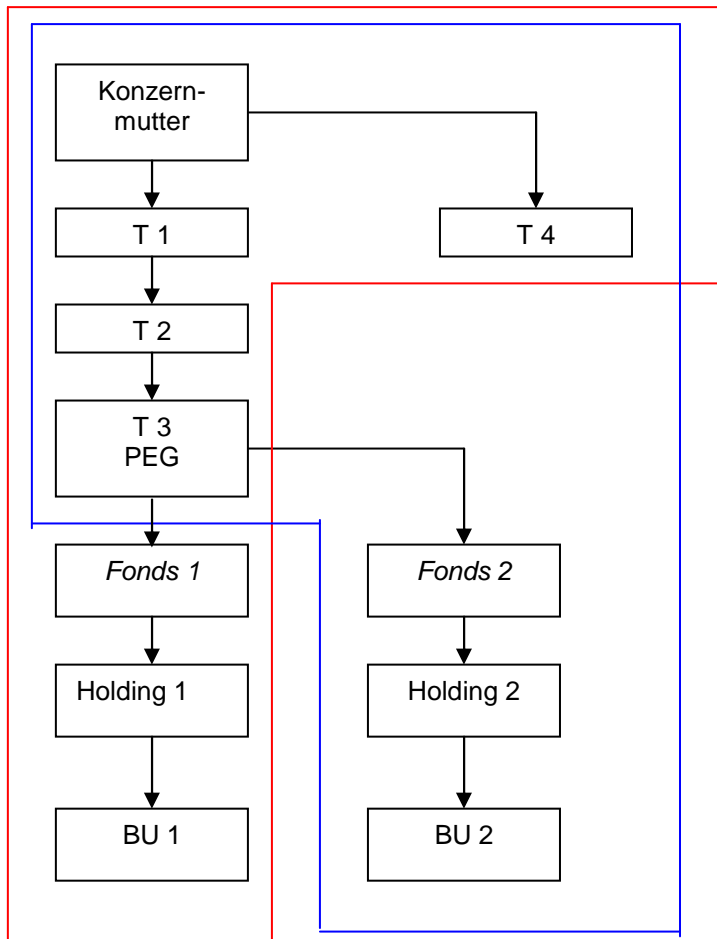 Konzern-
mutter
T 1
T 4
T 2
T 3
PEG
Fonds 1
Fonds 2
Holding 1
Holding 2
BU 1
BU 2